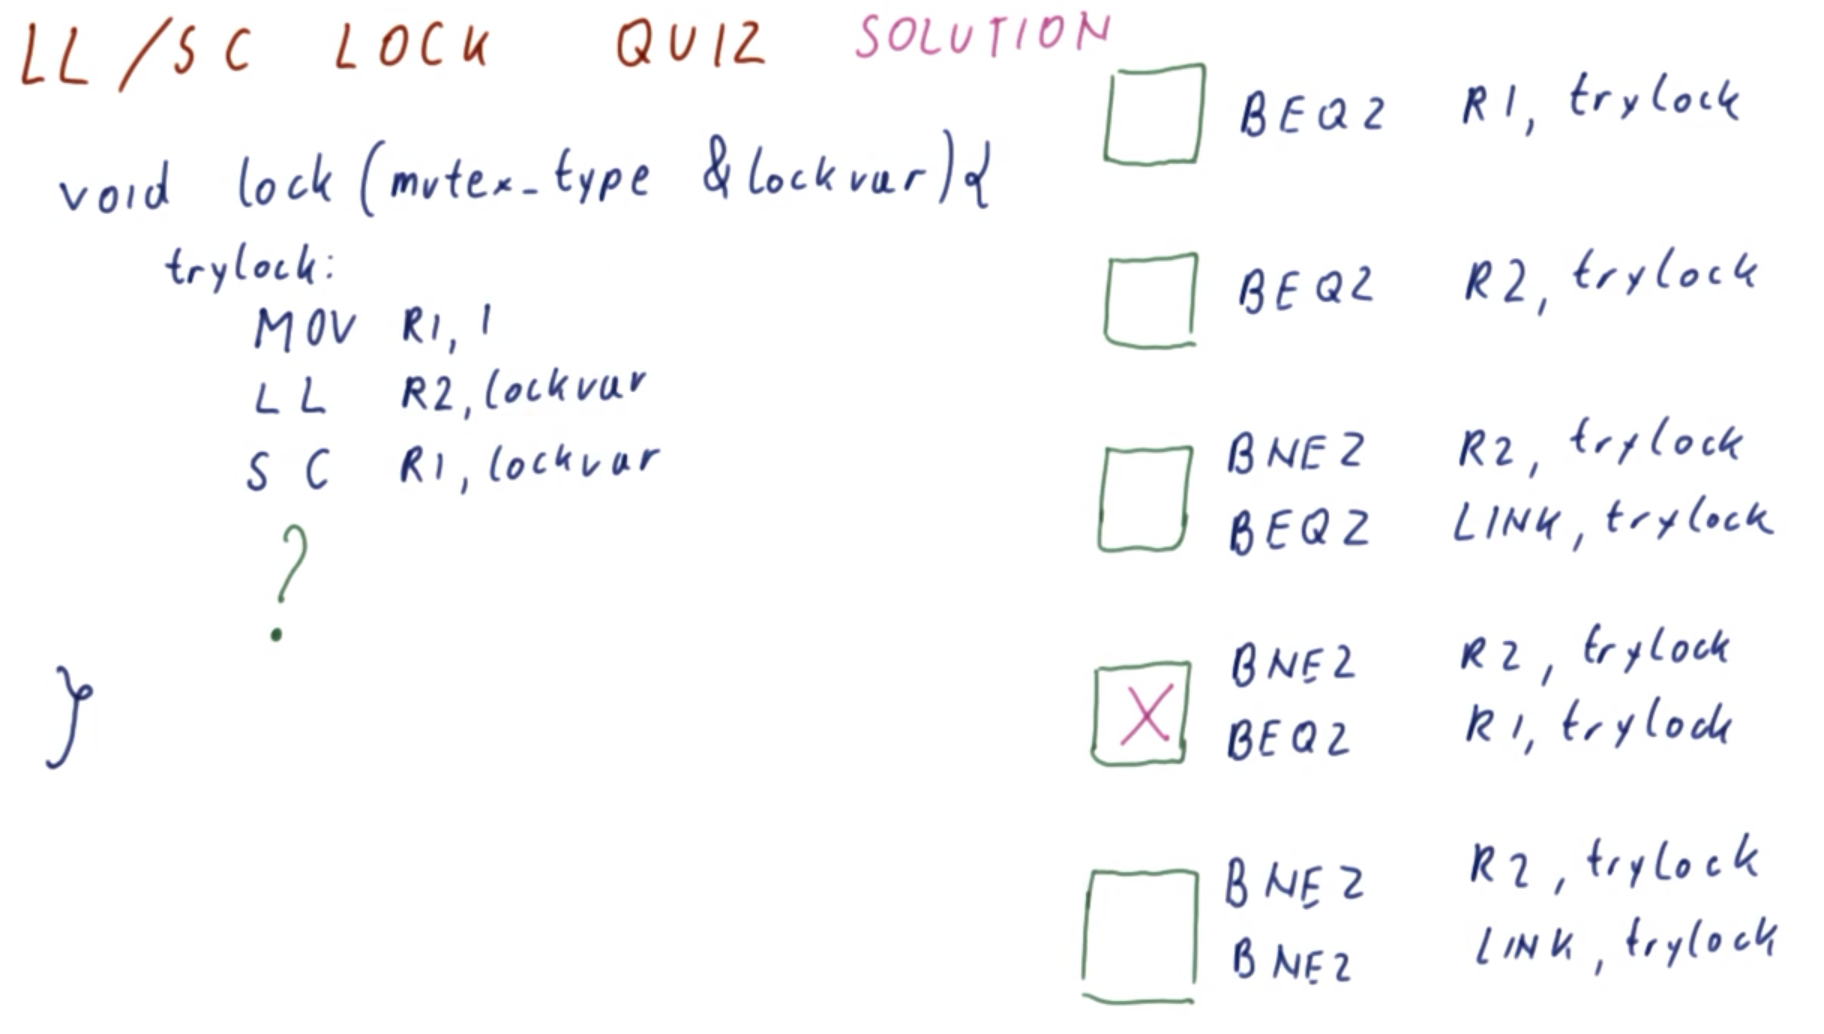 LL/SC LOCK QUIZ SOLUTION
void lock (mutex_type &lockvar) {
trylock:
MOV R1, 1
LL R2, lockvar
SC R1, lockvar
?
}
BEQZ R1, trylock
BEQZ R2, trylock
BNEZ R2, trylock
BEQZ LINK, trylock
X
BNEZ R2, trylock
BEQZ R1, trylock
BNEZ R2, trylock
BNEZ LINK, trylock